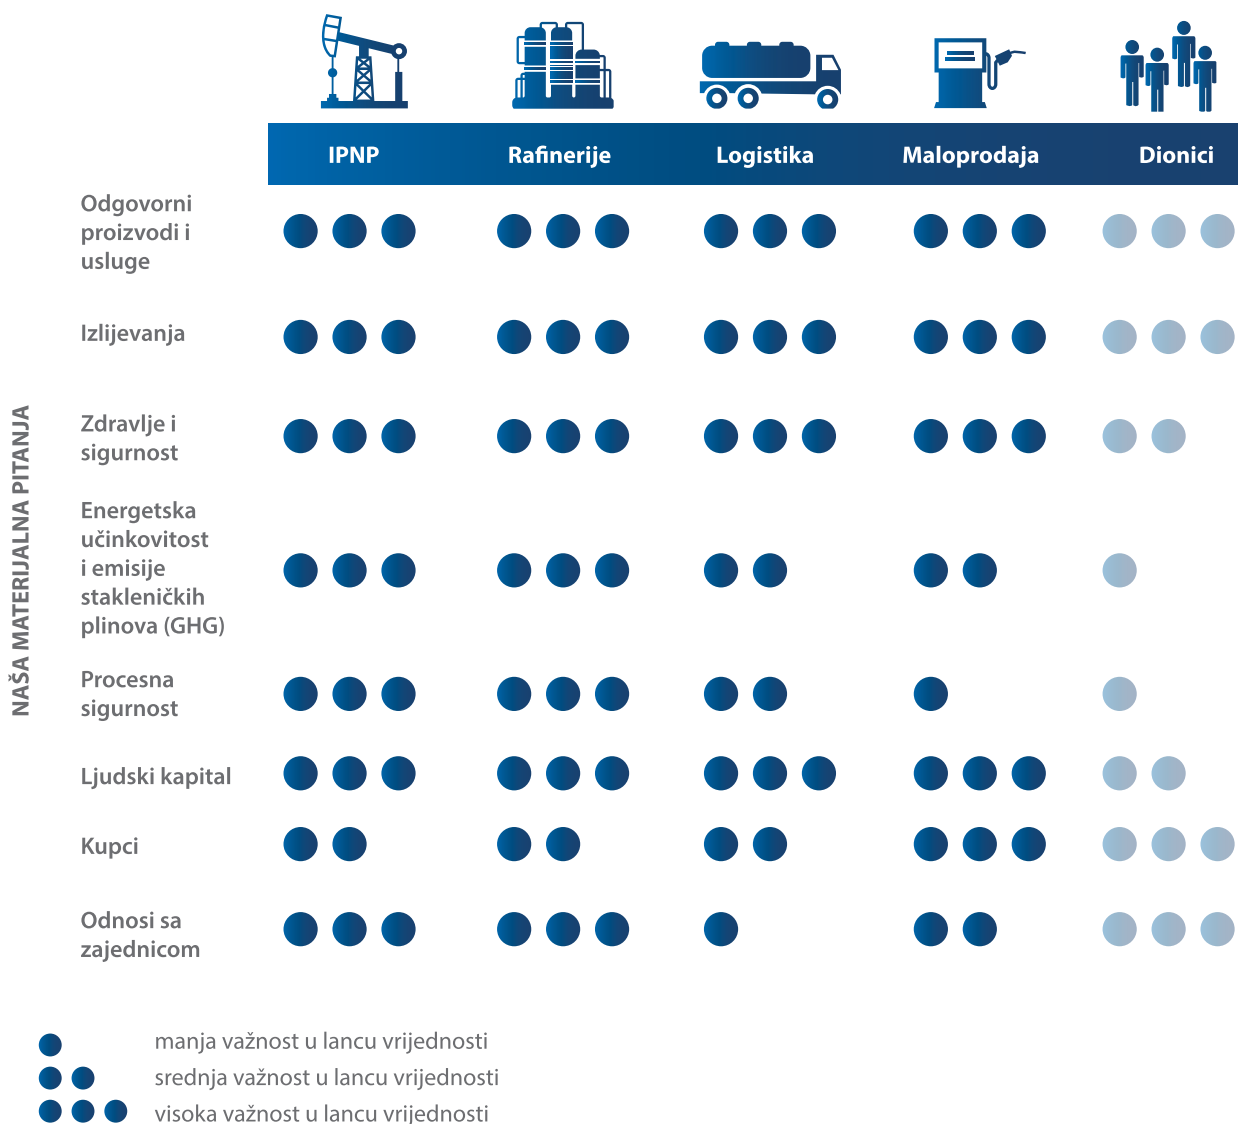 IPNP Rafinerije Logistika Maloprodaja Dionici
NAŠA MATERIJALNA PITANJA
Odgovorni
proizvodi i
usluge
Izlijevanja
Zdravlje i
sigurnost
Energetska
učinkovitost
i emisije
stakleničkih
plinova (GHG)
Procesna
sigurnost
Ljudski kapital
Kupci
Odnosi sa
zajednicom
manja važnost u lancu vrijednosti
srednja važnost u lancu vrijednosti
visoka važnost u lancu vrijednosti